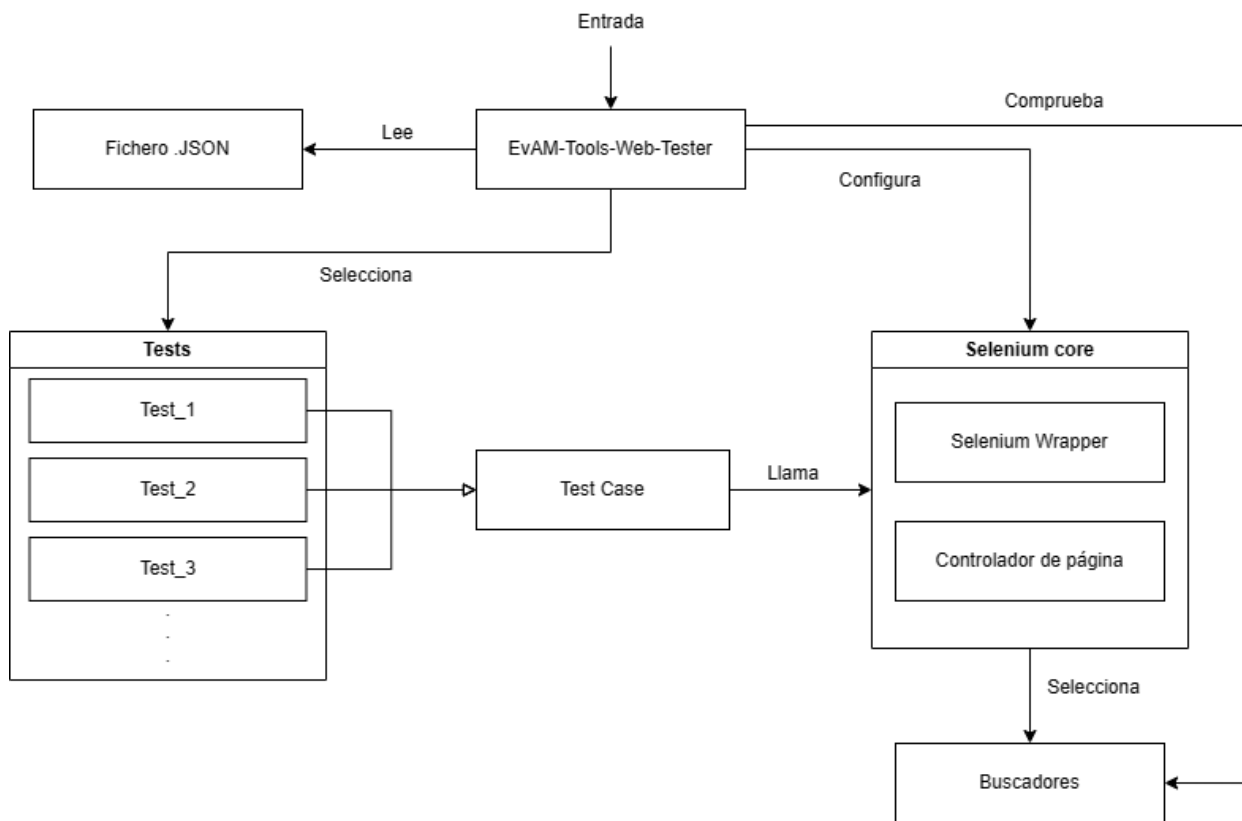 Entrada
Comprueba
Fichero .JSON
Lee
EvAM-Tools-Web-Tester
Configura
Selecciona
Tests
Selenium core
Test_1
Selenium Wrapper
Test_2
Test Case
Llama
Test_3
Controlador de página
.
.
.
Selecciona
Buscadores